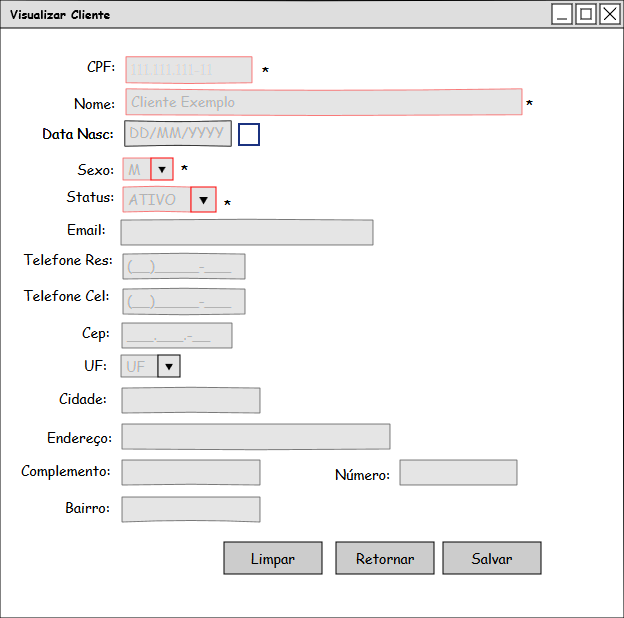 Visualizar Cliente
CPF: 111.111.111-11 *
Nome: Cliente Exemplo *
Data Nasc: DD/MM/YYYY
Sexo: M *
Status: ATIVO *
Email:
Telefone Res: (__)_____-___
Telefone Cel: (__)_____-___
Cep: ___.___.-__
UF: UF
Cidade:
Endereço:
Complemento: Número:
Bairro:
Limpar Retornar Salvar